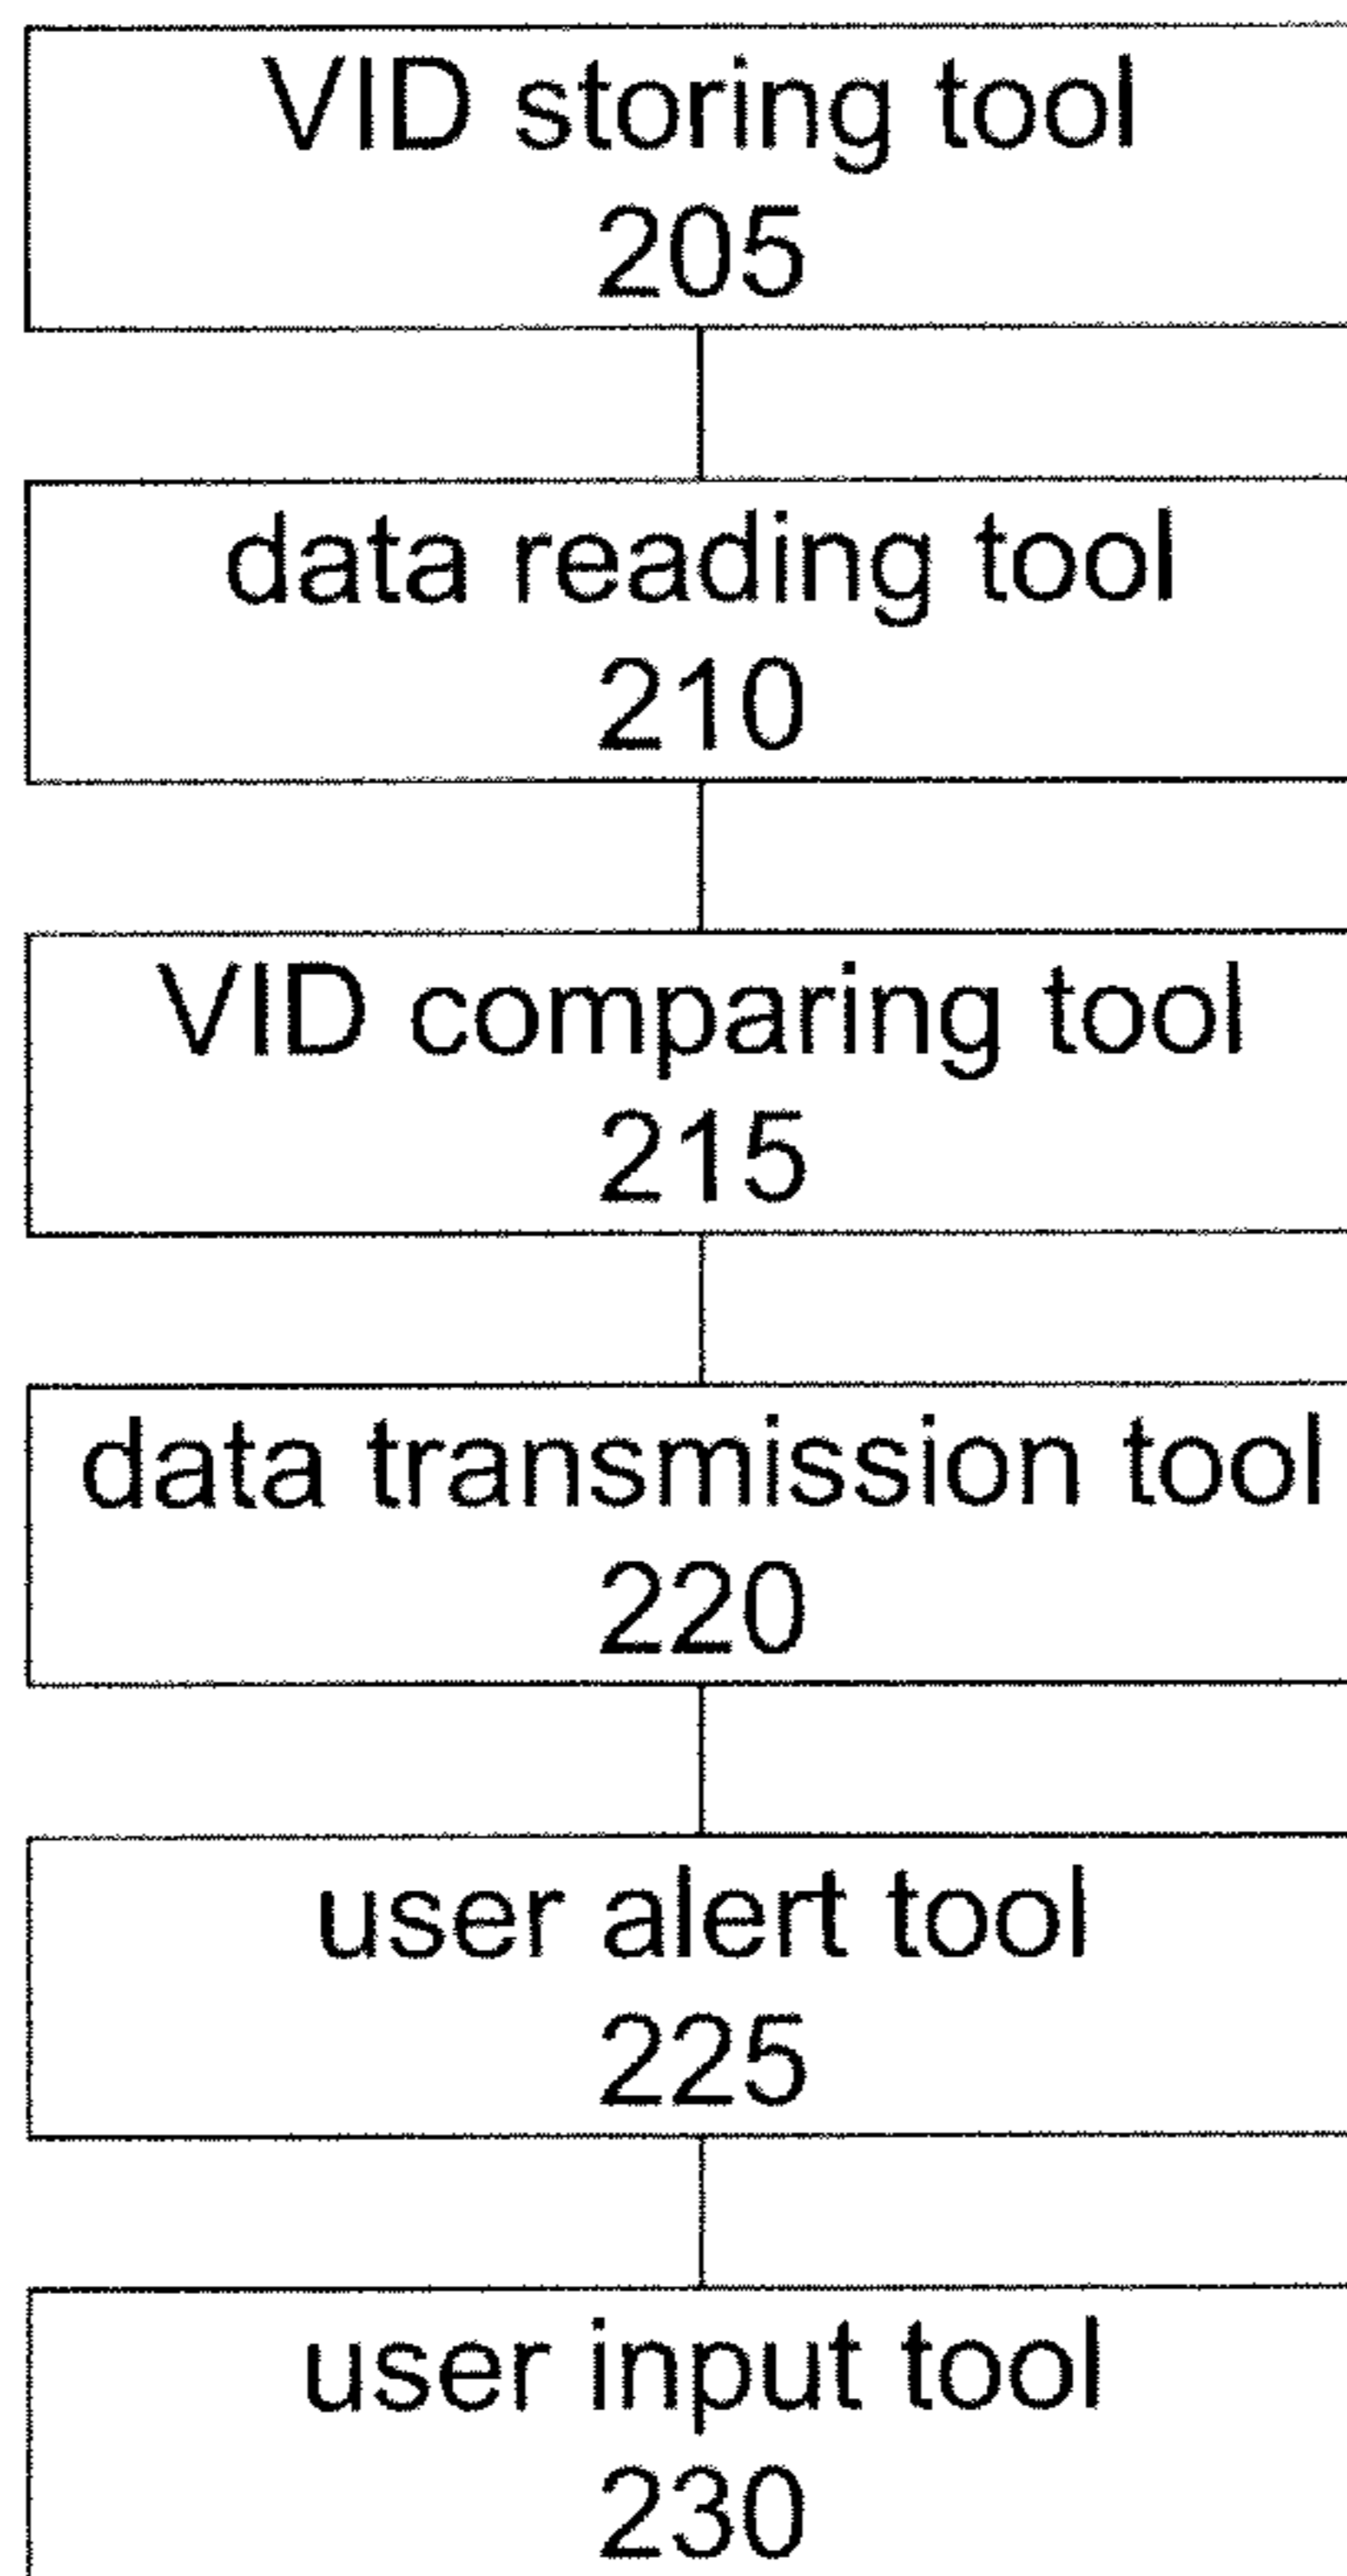 VID storing tool
205
data reading tool
210
VID comparing tool
215
data transmission tool
220
user alert tool
225
user input tool
230